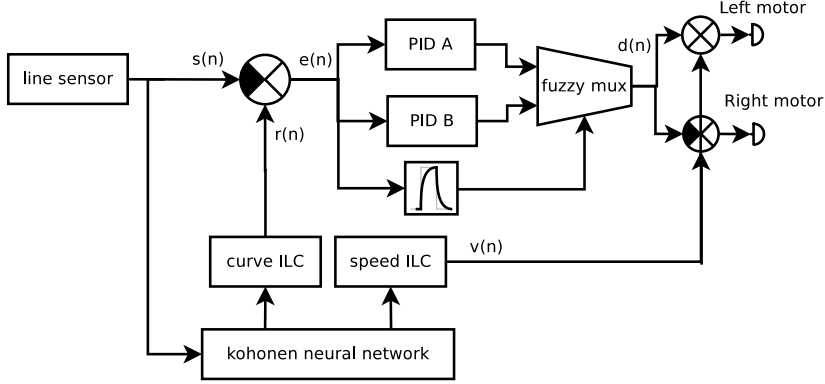 Left motor
s(n)
e(n)
PID A
d(n)
line sensor
fuzzy mux
Right motor
PID B
r(n)
v(n)
curve ILC
speed ILC
kohonen neural network